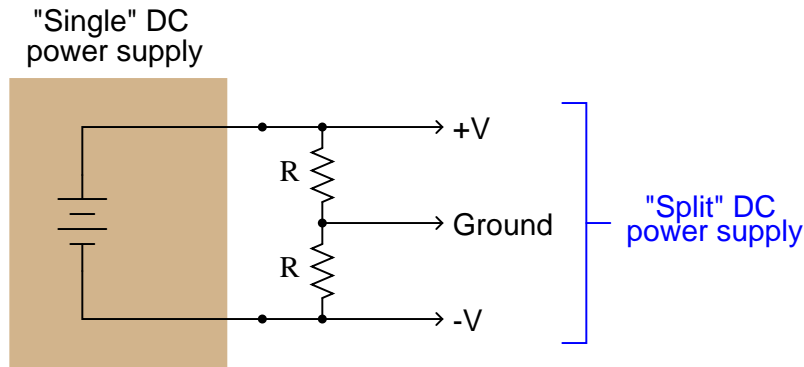 "Single" DC
power supply
+V
R
Ground
"Split" DC
power supply
R
-V